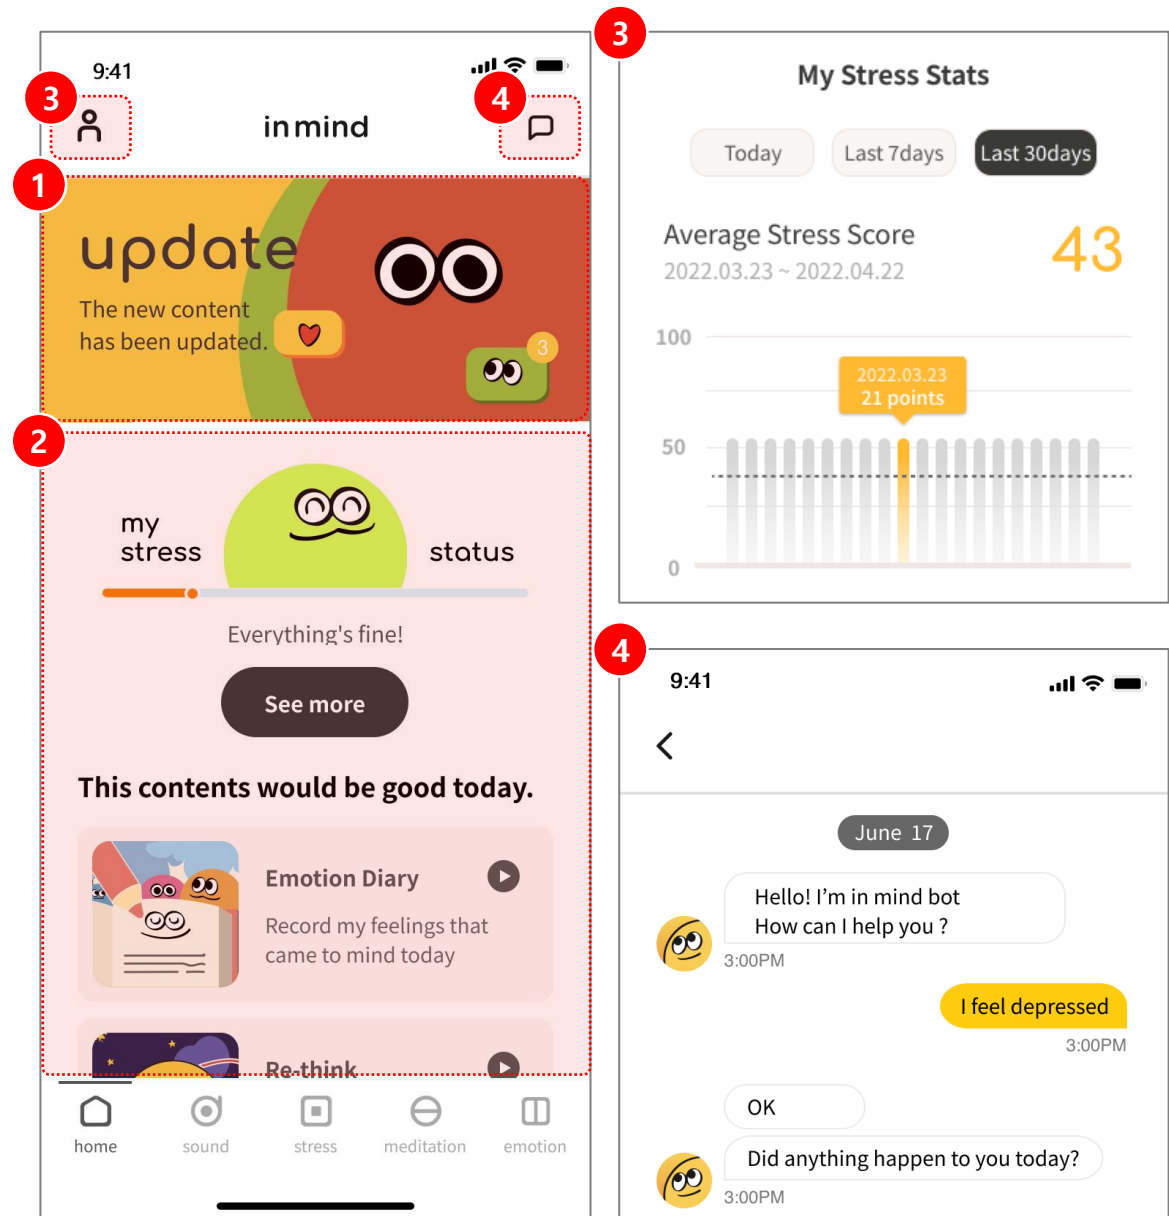 9:41
3
4
in mind
1
update
The new content
has been updated.
3
2
my
stress
status
Everything's fine!
See more
This contents would be good today.
Emotion Diary
Record my feelings that
came to mind today
Re-think
home
sound
stress
meditation
emotion
3
My Stress Stats
Today
Last 7days
Last 30days
Average Stress Score
43
2022.03.23 ~ 2022.04.22
100
2022.03.23
21 points
50
0
4
9:41
June 17
Hello! I'm in mind bot
How can I help you ?
3:00PM
I feel depressed
3:00PM
OK
Did anything happen to you today?
3:00PM